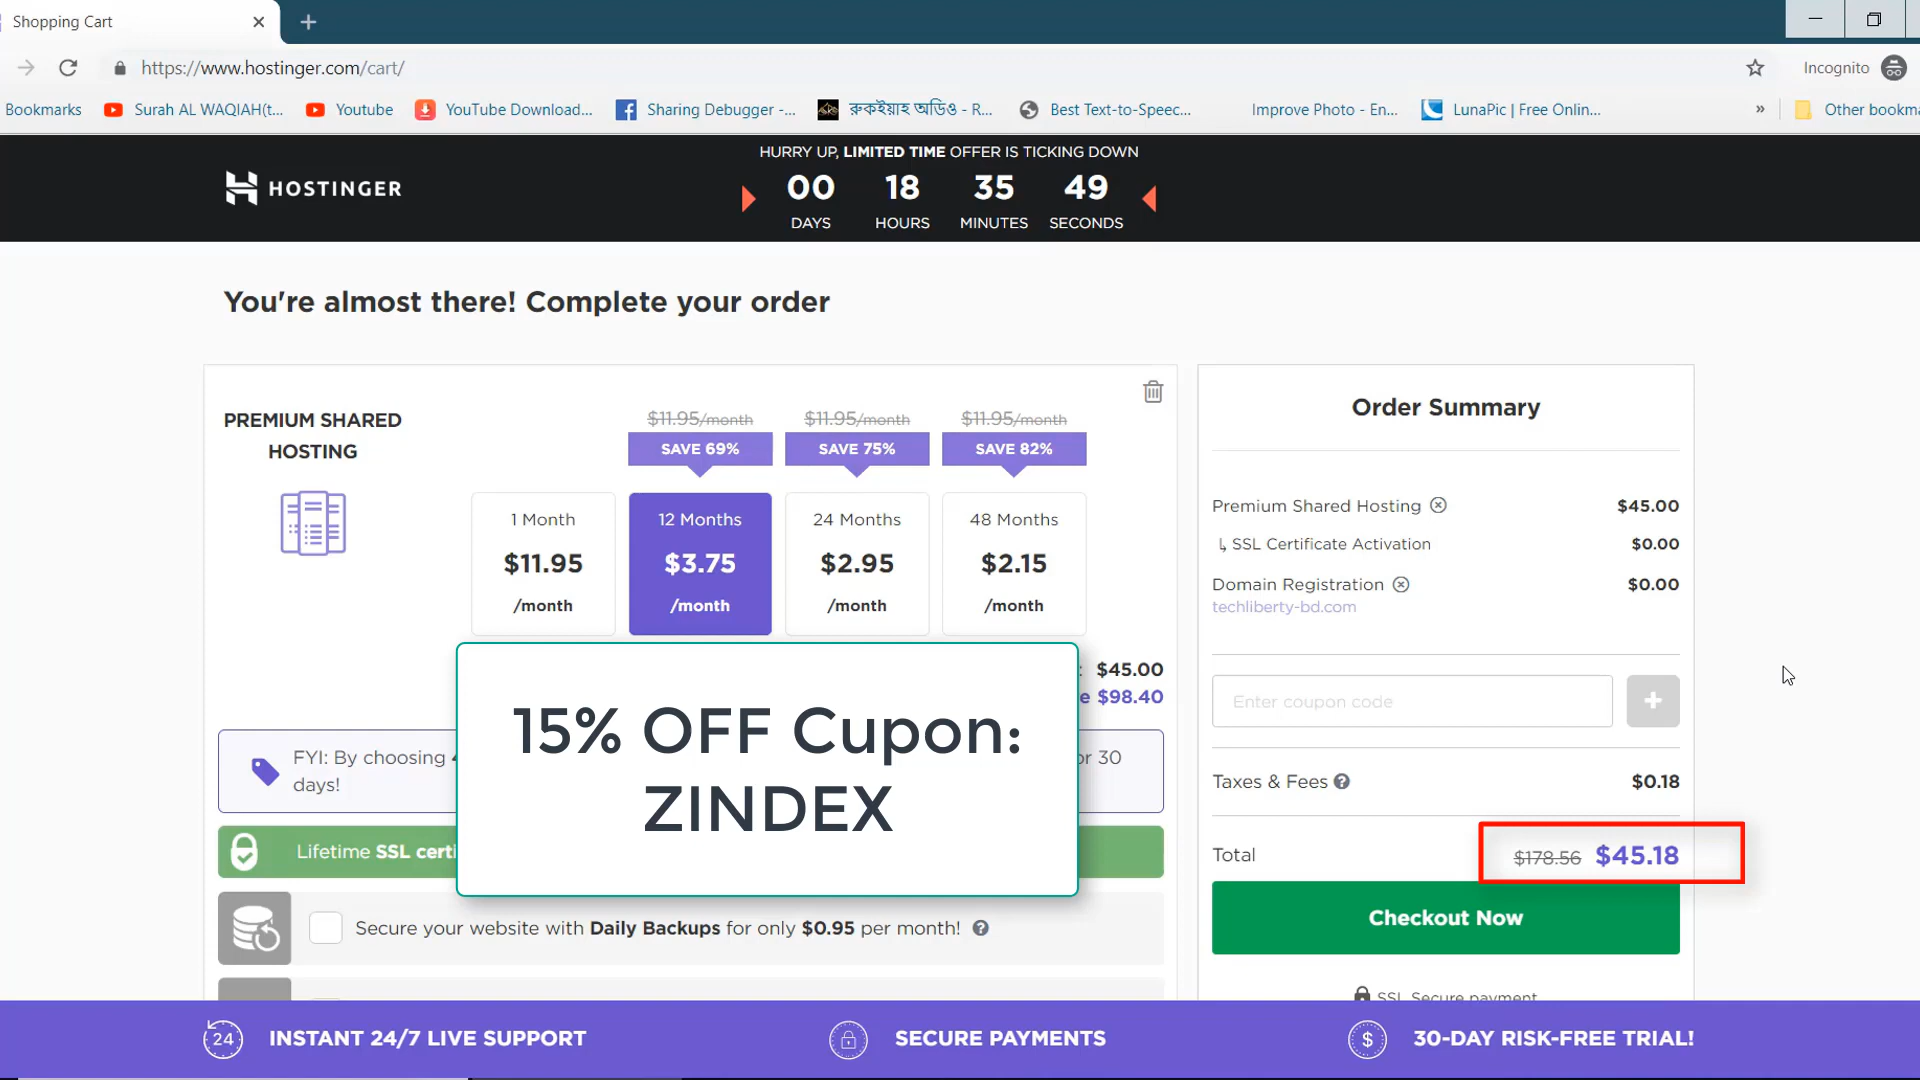 Shopping Cart
https://www.hostinger.com/cart/
Incognito
Bookmarks
Surah AL WAQIAH(t...
Youtube
YouTube Download...
Sharing Debugger -...
রুকইয়াহ অডিও - R...
Best Text-to-Speec...
Improve Photo - En...
LunaPic | Free Onlin...
»
Other bookma
HURRY UP, LIMITED TIME OFFER IS TICKING DOWN
HOSTINGER
00 18 35 49
DAYS HOURS MINUTES SECONDS
You're almost there! Complete your order
PREMIUM SHARED
HOSTING
$11.95/month $11.95/month $11.95/month
SAVE 69% SAVE 75% SAVE 82%
1 Month 12 Months 24 Months 48 Months
$11.95 $3.75 $2.95 $2.15
/month /month /month /month
$45.00
$98.40
FYI: By choosing
or 30
days!
Lifetime SSL certi
15% OFF Cupon:
ZINDEX
Secure your website with Daily Backups for only $0.95 per month!
Order Summary
Premium Shared Hosting $45.00
SSL Certificate Activation $0.00
Domain Registration $0.00
techliberty-bd.com
Enter coupon code
+
Taxes & Fees $0.18
Total $178.56 $45.18
Checkout Now
SSL Secure payment
24 INSTANT 24/7 LIVE SUPPORT
SECURE PAYMENTS
$ 30-DAY RISK-FREE TRIAL!